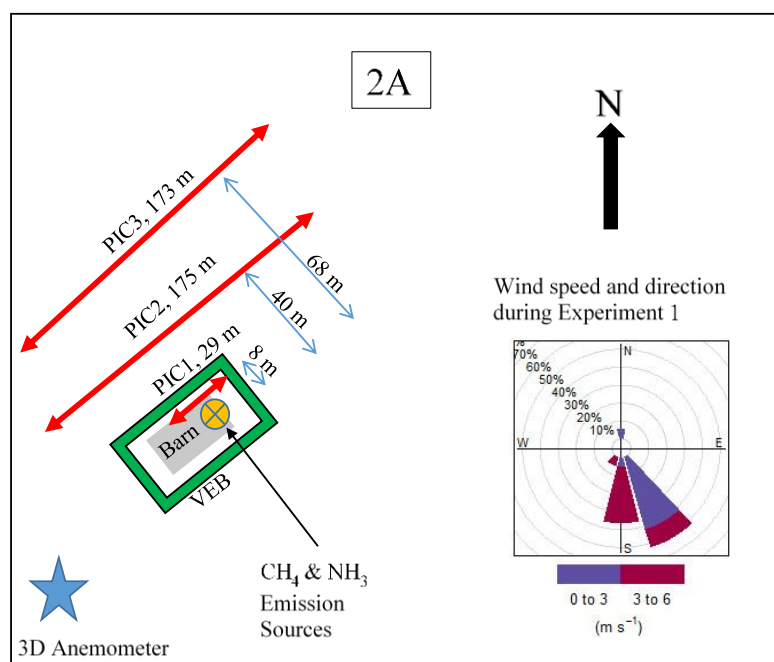 2A
N
PIC3, 173 m
PIC2, 175 m
68 m
40 m
PIC1, 29 m
8 m
Barn
VEB
CH₄ & NH₃
Emission
Sources
3D Anemometer
Wind speed and direction
during Experiment 1
%
70%
60%
50%
40%
30%
20%
10%
N
W
E
S
0 to 3
3 to 6
(m s⁻¹)